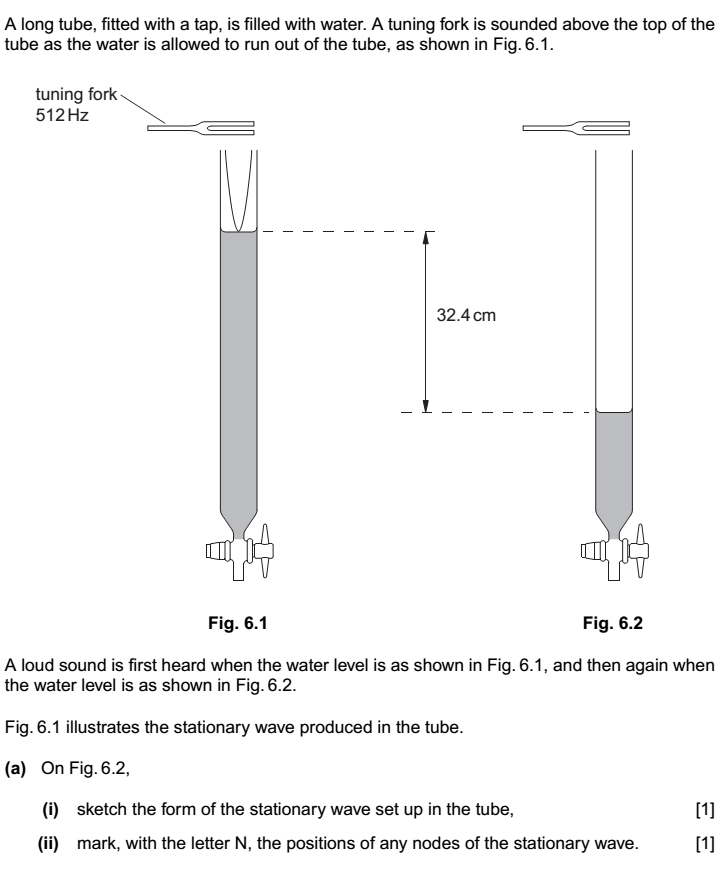 A long tube, fitted with a tap, is filled with water. A tuning fork is sounded above the top of the
tube as the water is allowed to run out of the tube, as shown in Fig. 6.1.
tuning fork
512 Hz
32.4 cm
Fig. 6.1
Fig. 6.2
A loud sound is first heard when the water level is as shown in Fig. 6.1, and then again when
the water level is as shown in Fig. 6.2.
Fig. 6.1 illustrates the stationary wave produced in the tube.
(a) On Fig. 6.2,
(i) sketch the form of the stationary wave set up in the tube, [1]
(ii) mark, with the letter N, the positions of any nodes of the stationary wave. [1]